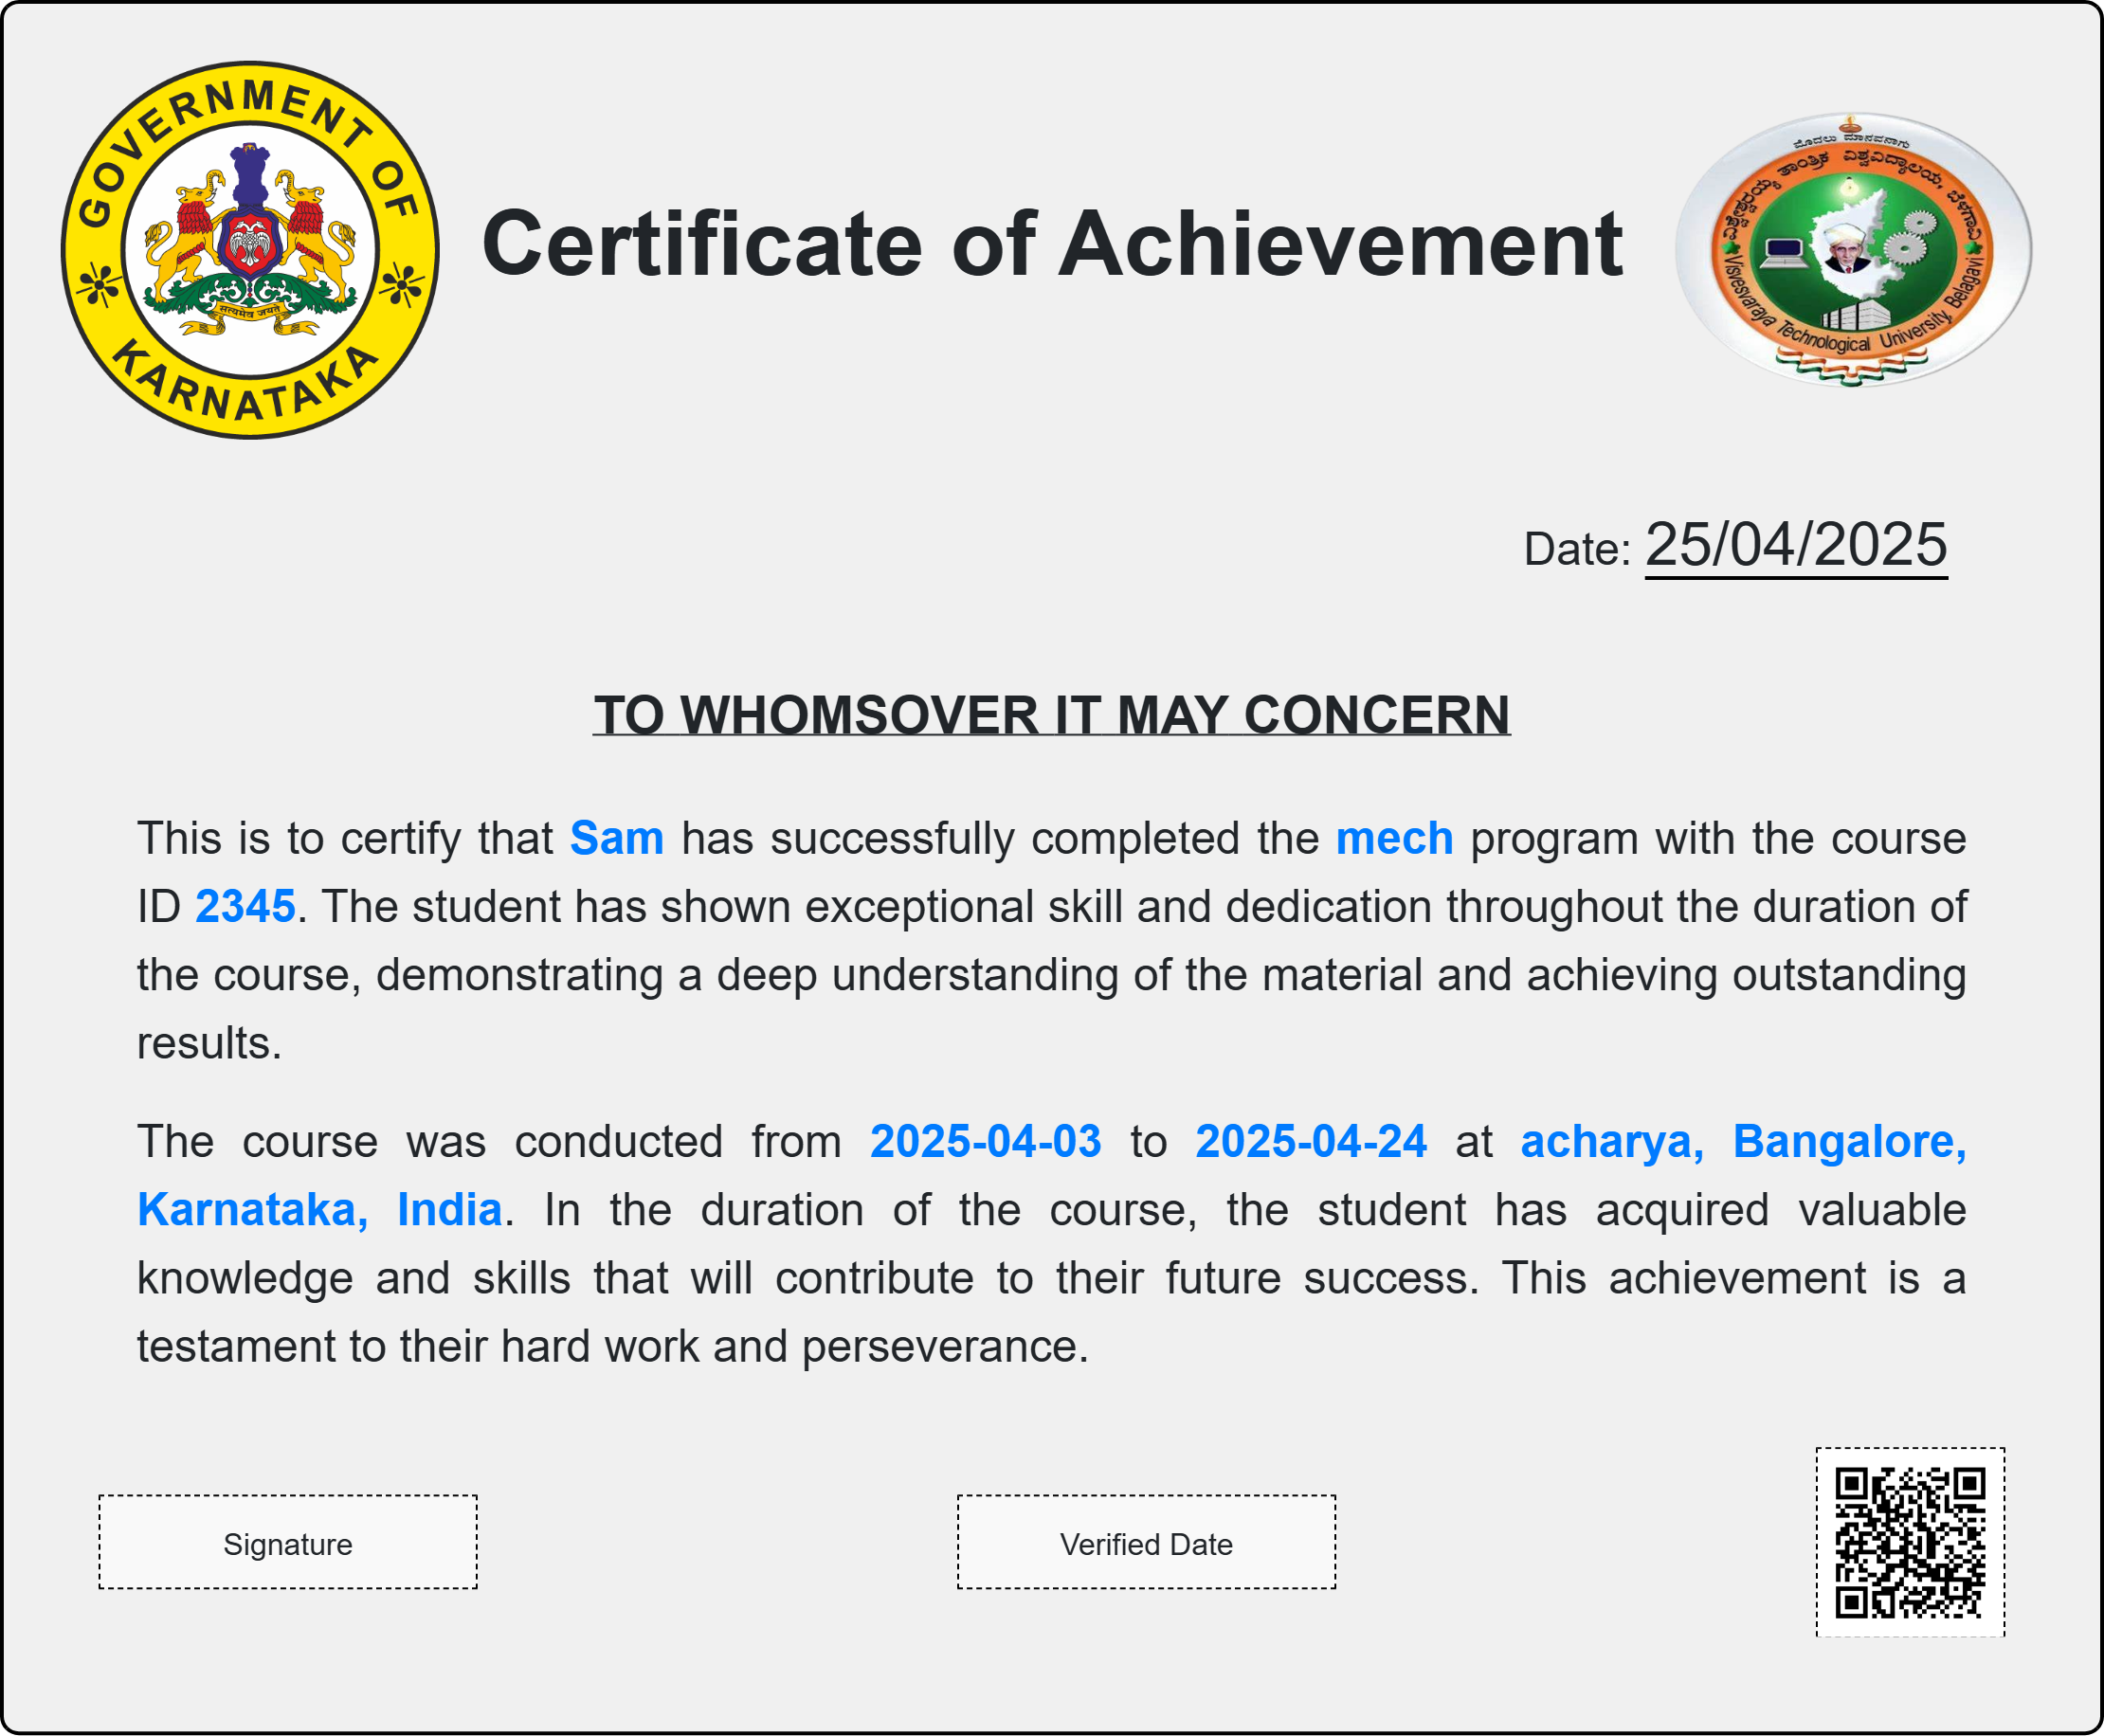 GOVERNMENT OF
KARNATAKA
सत्यमेव जयते
Certificate of Achievement
ಮೊದಲು ಮಾನವನಾಗು
ವಿಶ್ವೇಶ್ವರಯ್ಯ ತಾಂತ್ರಿಕ ವಿಶ್ವವಿದ್ಯಾಲಯ, ಬೆಳಗಾವಿ
Visvesvaraya Technological University, Belagavi
Date: 25/04/2025
TO WHOMSOVER IT MAY CONCERN
This is to certify that Sam has successfully completed the mech program with the course
ID 2345. The student has shown exceptional skill and dedication throughout the duration of
the course, demonstrating a deep understanding of the material and achieving outstanding
results.
The course was conducted from 2025-04-03 to 2025-04-24 at acharya, Bangalore,
Karnataka, India. In the duration of the course, the student has acquired valuable
knowledge and skills that will contribute to their future success. This achievement is a
testament to their hard work and perseverance.
Signature
Verified Date